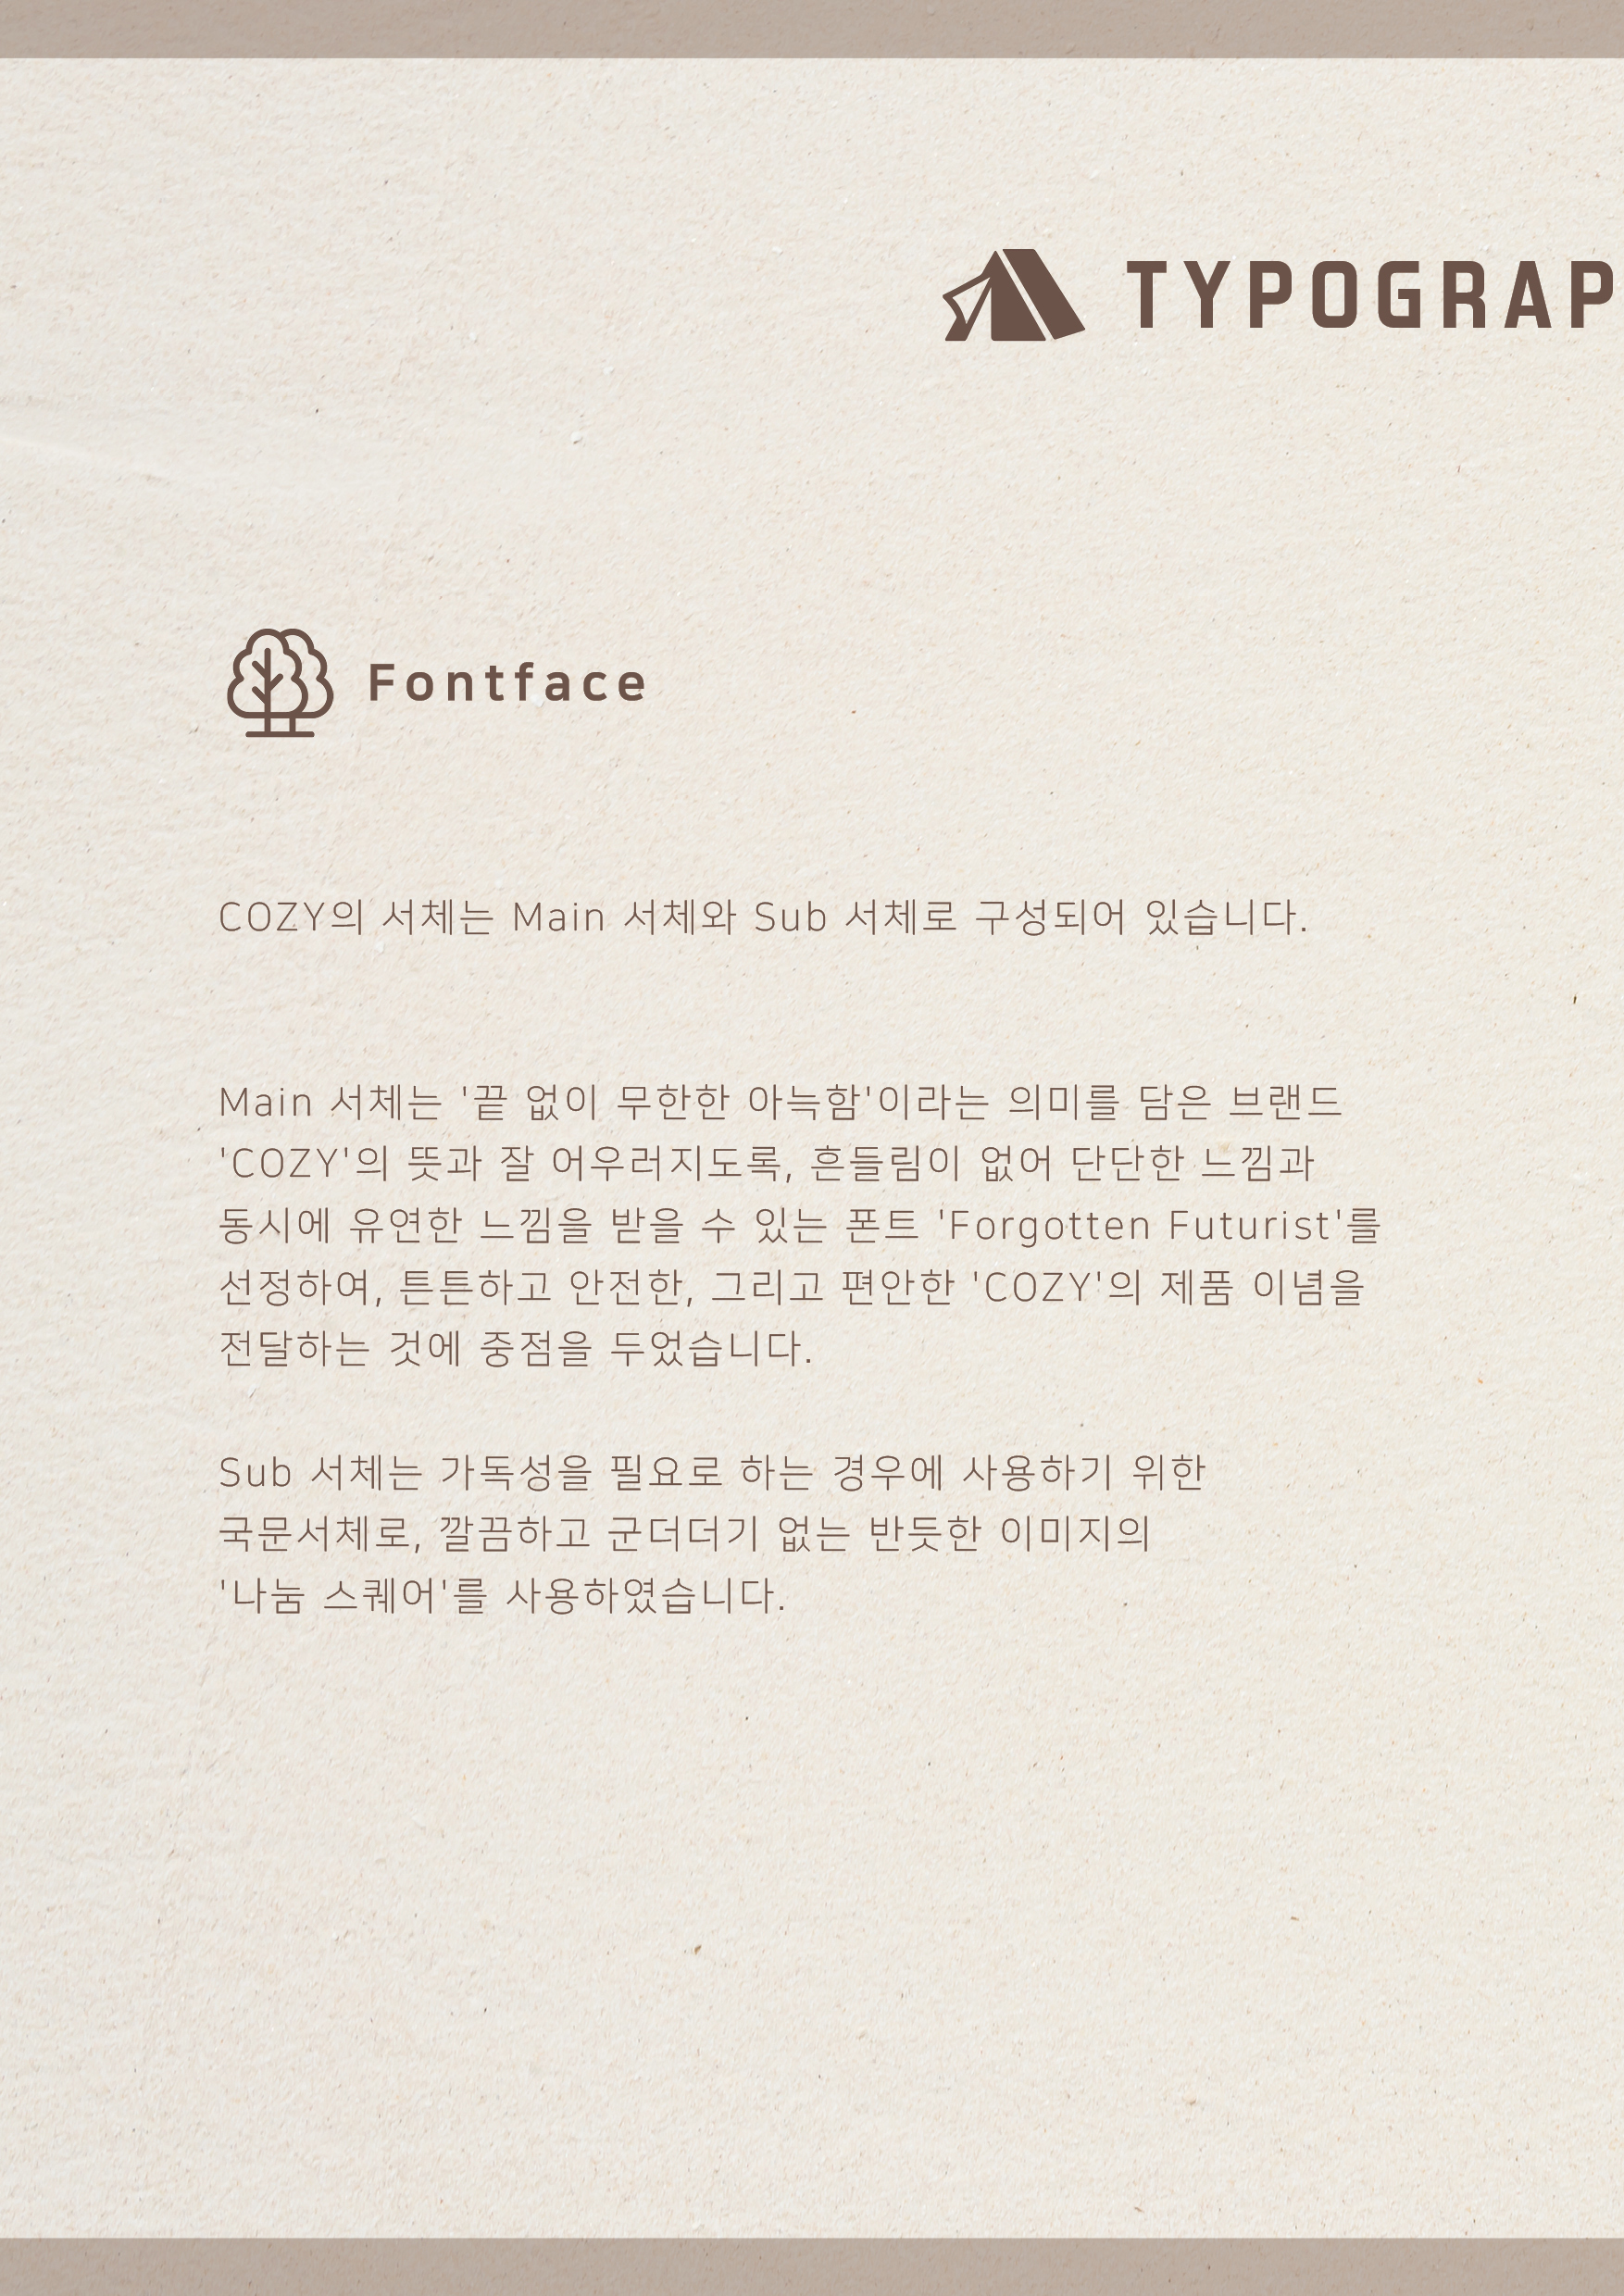 TYPOGRAP
Fontface
COZY의 서체는 Main 서체와 Sub 서체로 구성되어 있습니다.
Main 서체는 '끝 없이 무한한 아늑함'이라는 의미를 담은 브랜드
'COZY'의 뜻과 잘 어우러지도록, 흔들림이 없어 단단한 느낌과
동시에 유연한 느낌을 받을 수 있는 폰트 'Forgotten Futurist'를
선정하여, 튼튼하고 안전한, 그리고 편안한 'COZY'의 제품 이념을
전달하는 것에 중점을 두었습니다.
Sub 서체는 가독성을 필요로 하는 경우에 사용하기 위한
국문서체로, 깔끔하고 군더더기 없는 반듯한 이미지의
'나눔 스퀘어'를 사용하였습니다.